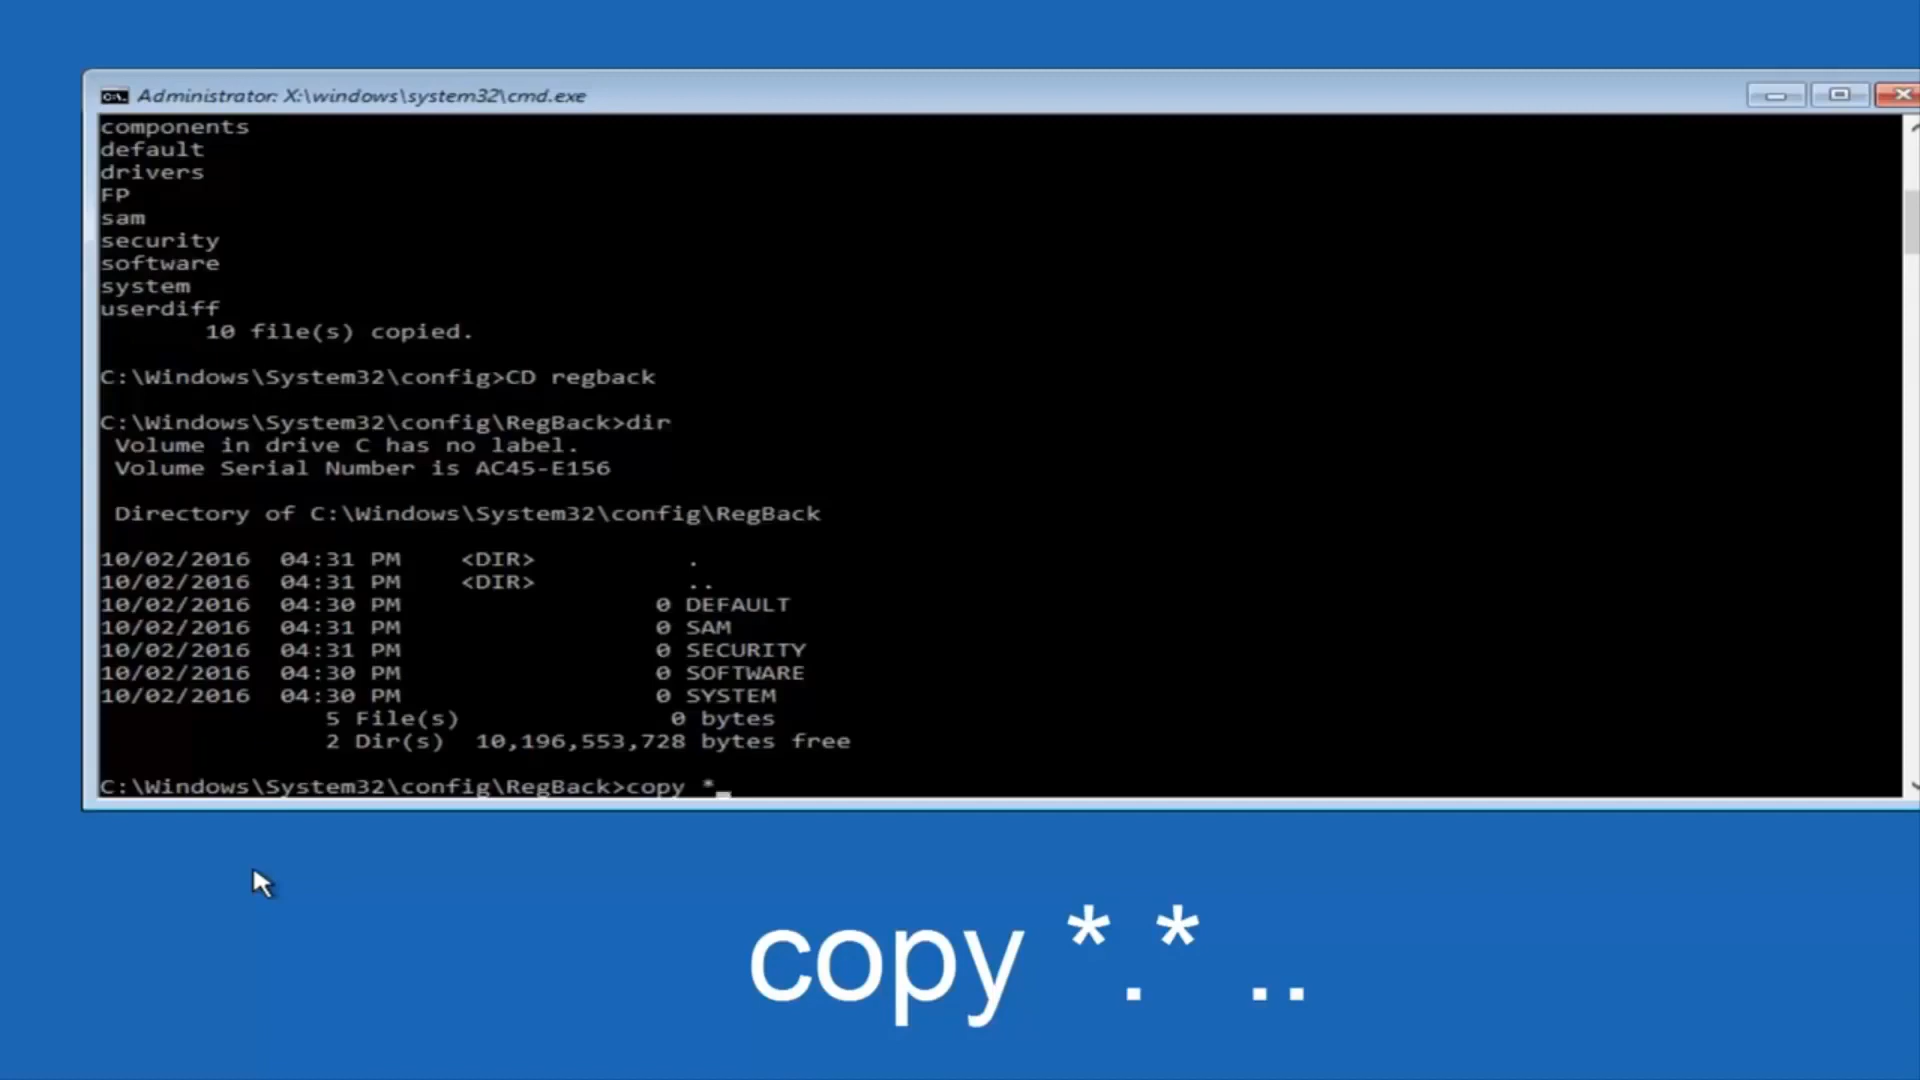 Administrator: X:\windows\system32\cmd.exe
components
default
drivers
FP
sam
security
software
system
userdiff
10 file(s) copied.
C:\Windows\System32\config>CD regback
C:\Windows\System32\config\RegBack>dir
Volume in drive C has no label.
Volume Serial Number is AC45-E156
Directory of C:\Windows\System32\config\RegBack
10/02/2016 04:31 PM <DIR> .
10/02/2016 04:31 PM <DIR> ..
10/02/2016 04:30 PM 0 DEFAULT
10/02/2016 04:31 PM 0 SAM
10/02/2016 04:31 PM 0 SECURITY
10/02/2016 04:30 PM 0 SOFTWARE
10/02/2016 04:30 PM 0 SYSTEM
5 File(s) 0 bytes
2 Dir(s) 10,196,553,728 bytes free
C:\Windows\System32\config\RegBack>copy *_
copy *.* ..